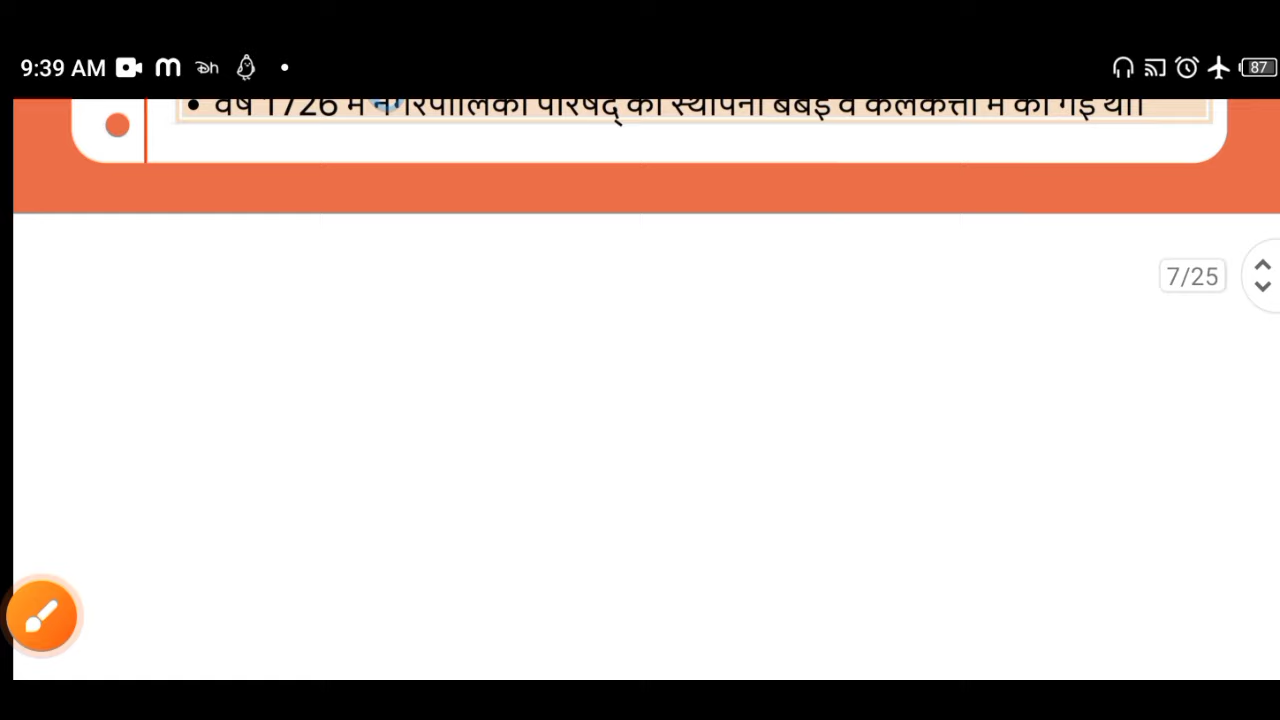 9:39 AM
87
• वर्ष 1726 में नगरपालिका परिषद् की स्थापना बंबई व कलकत्ता में की गई थी।
7/25